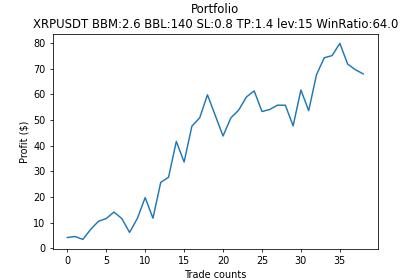 Portfolio
XRPUSDT BBM:2.6 BBL:140 SL:0.8 TP:1.4 lev:15 WinRatio:64.0
80
70
60
50
40
30
20
10
0
Profit ($)
0 5 10 15 20 25 30 35
Trade counts